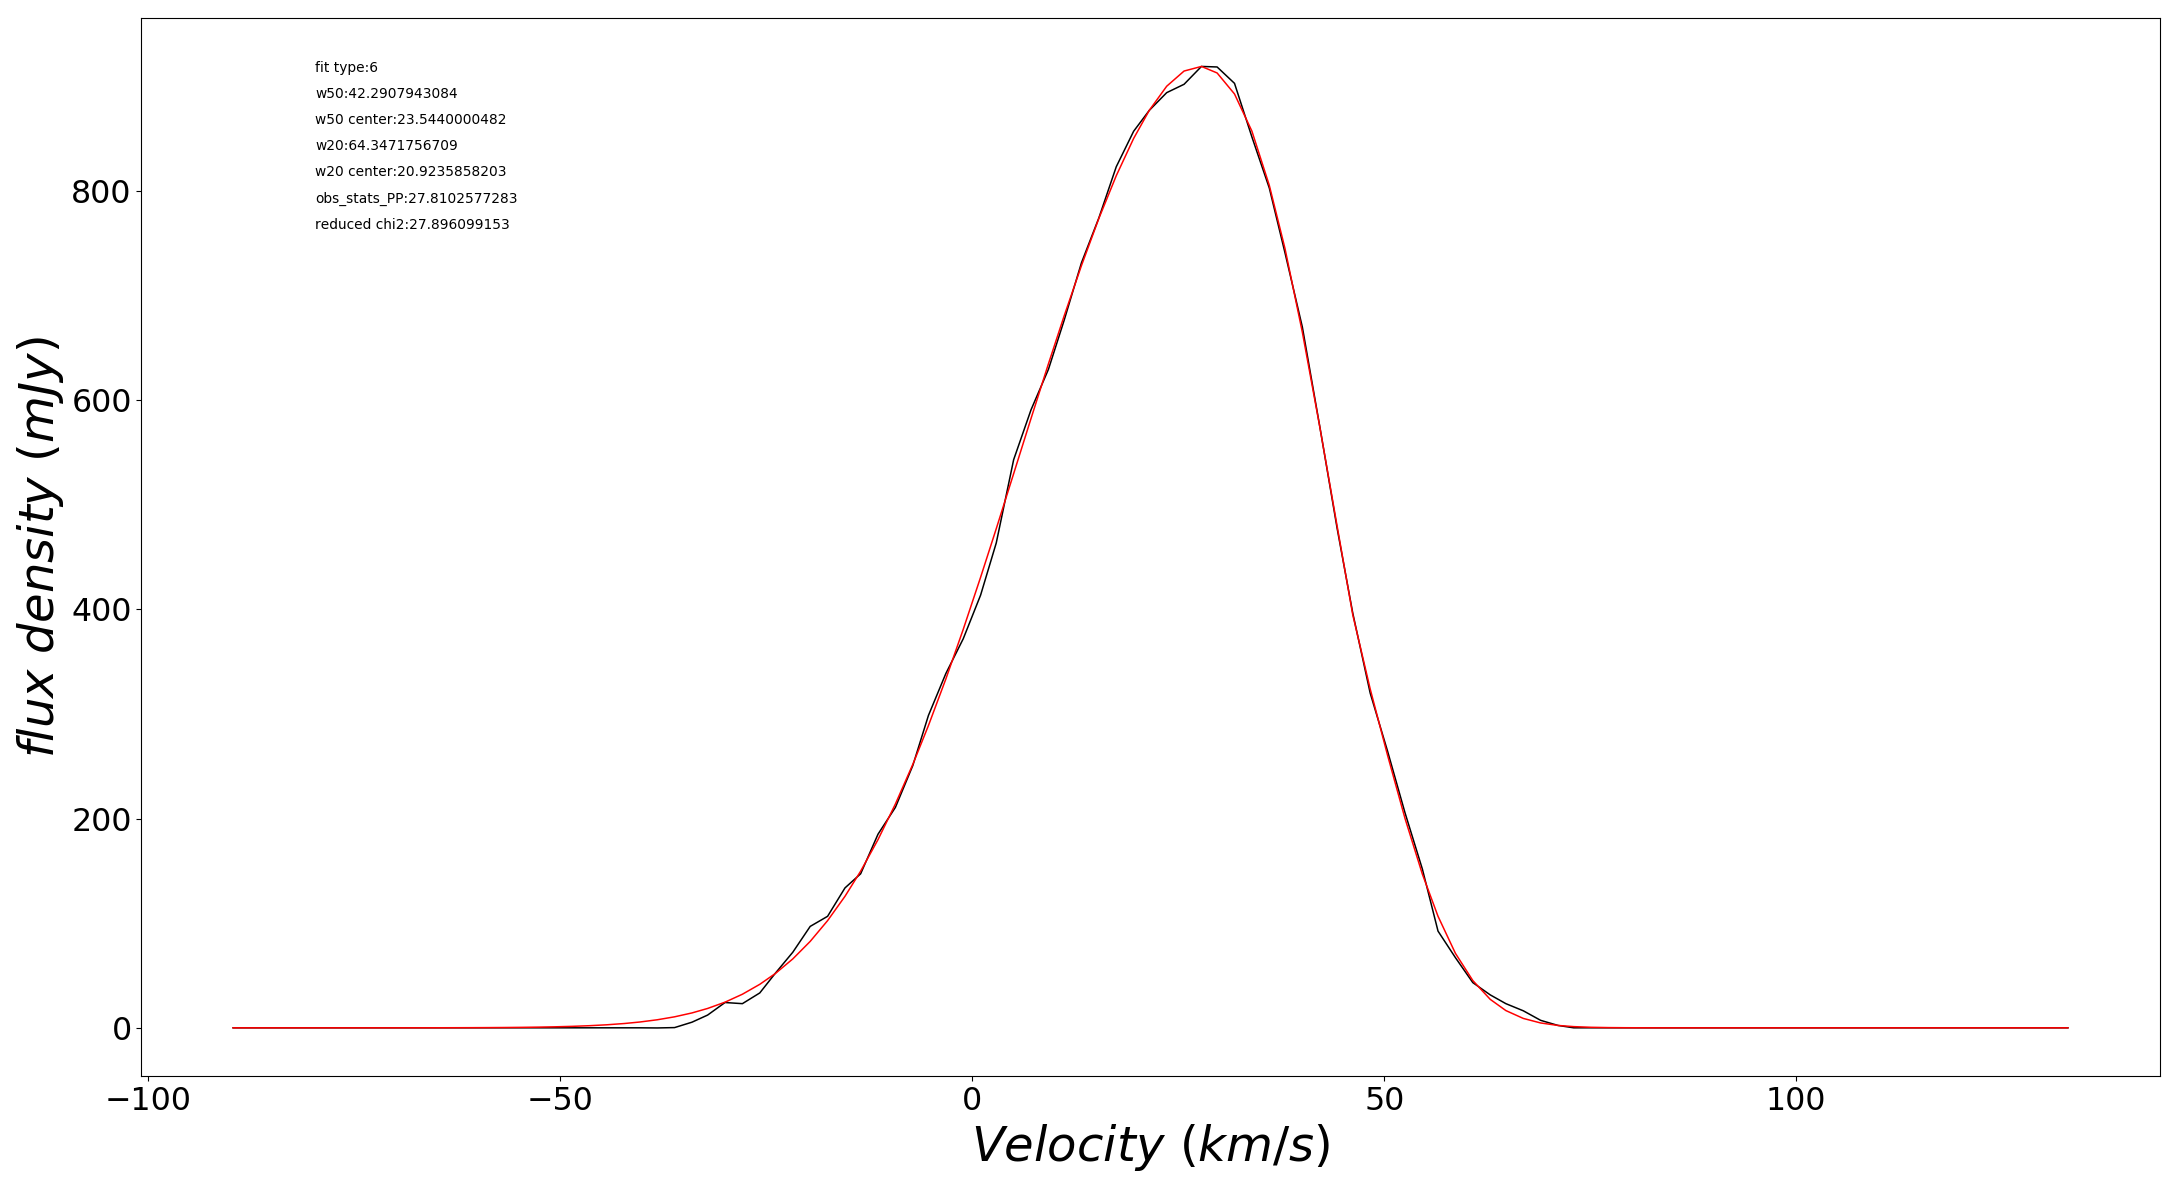 fit type:6
w50:42.2907943084
w50 center:23.5440000482
w20:64.3471756709
w20 center:20.9235858203
obs_stats_PP:27.8102577283
reduced chi2:27.896099153
800
600
400
200
0
flux density (mJy)
−100 −50 0 50 100
Velocity (km/s)